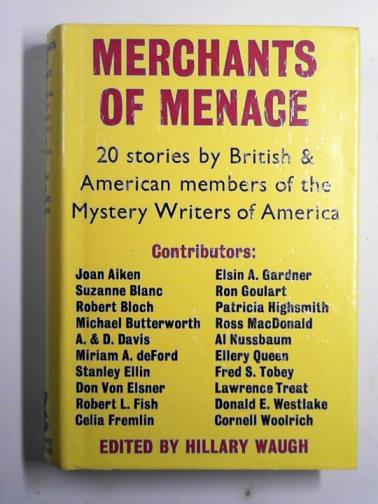 MERCHANTS
OF MENACE
20 stories by British &
American members of the
Mystery Writers of America
Contributors:
Joan Aiken
Suzanne Blanc
Robert Bloch
Michael Butterworth
A. & D. Davis
Miriam A. deFord
Stanley Ellin
Don Von Elsner
Robert L. Fish
Celia Fremlin
Elsin A. Gardner
Ron Goulart
Patricia Highsmith
Ross MacDonald
Al Nussbaum
Ellery Queen
Fred S. Tobey
Lawrence Treat
Donald E. Westlake
Cornell Woolrich
EDITED BY HILLARY WAUGH